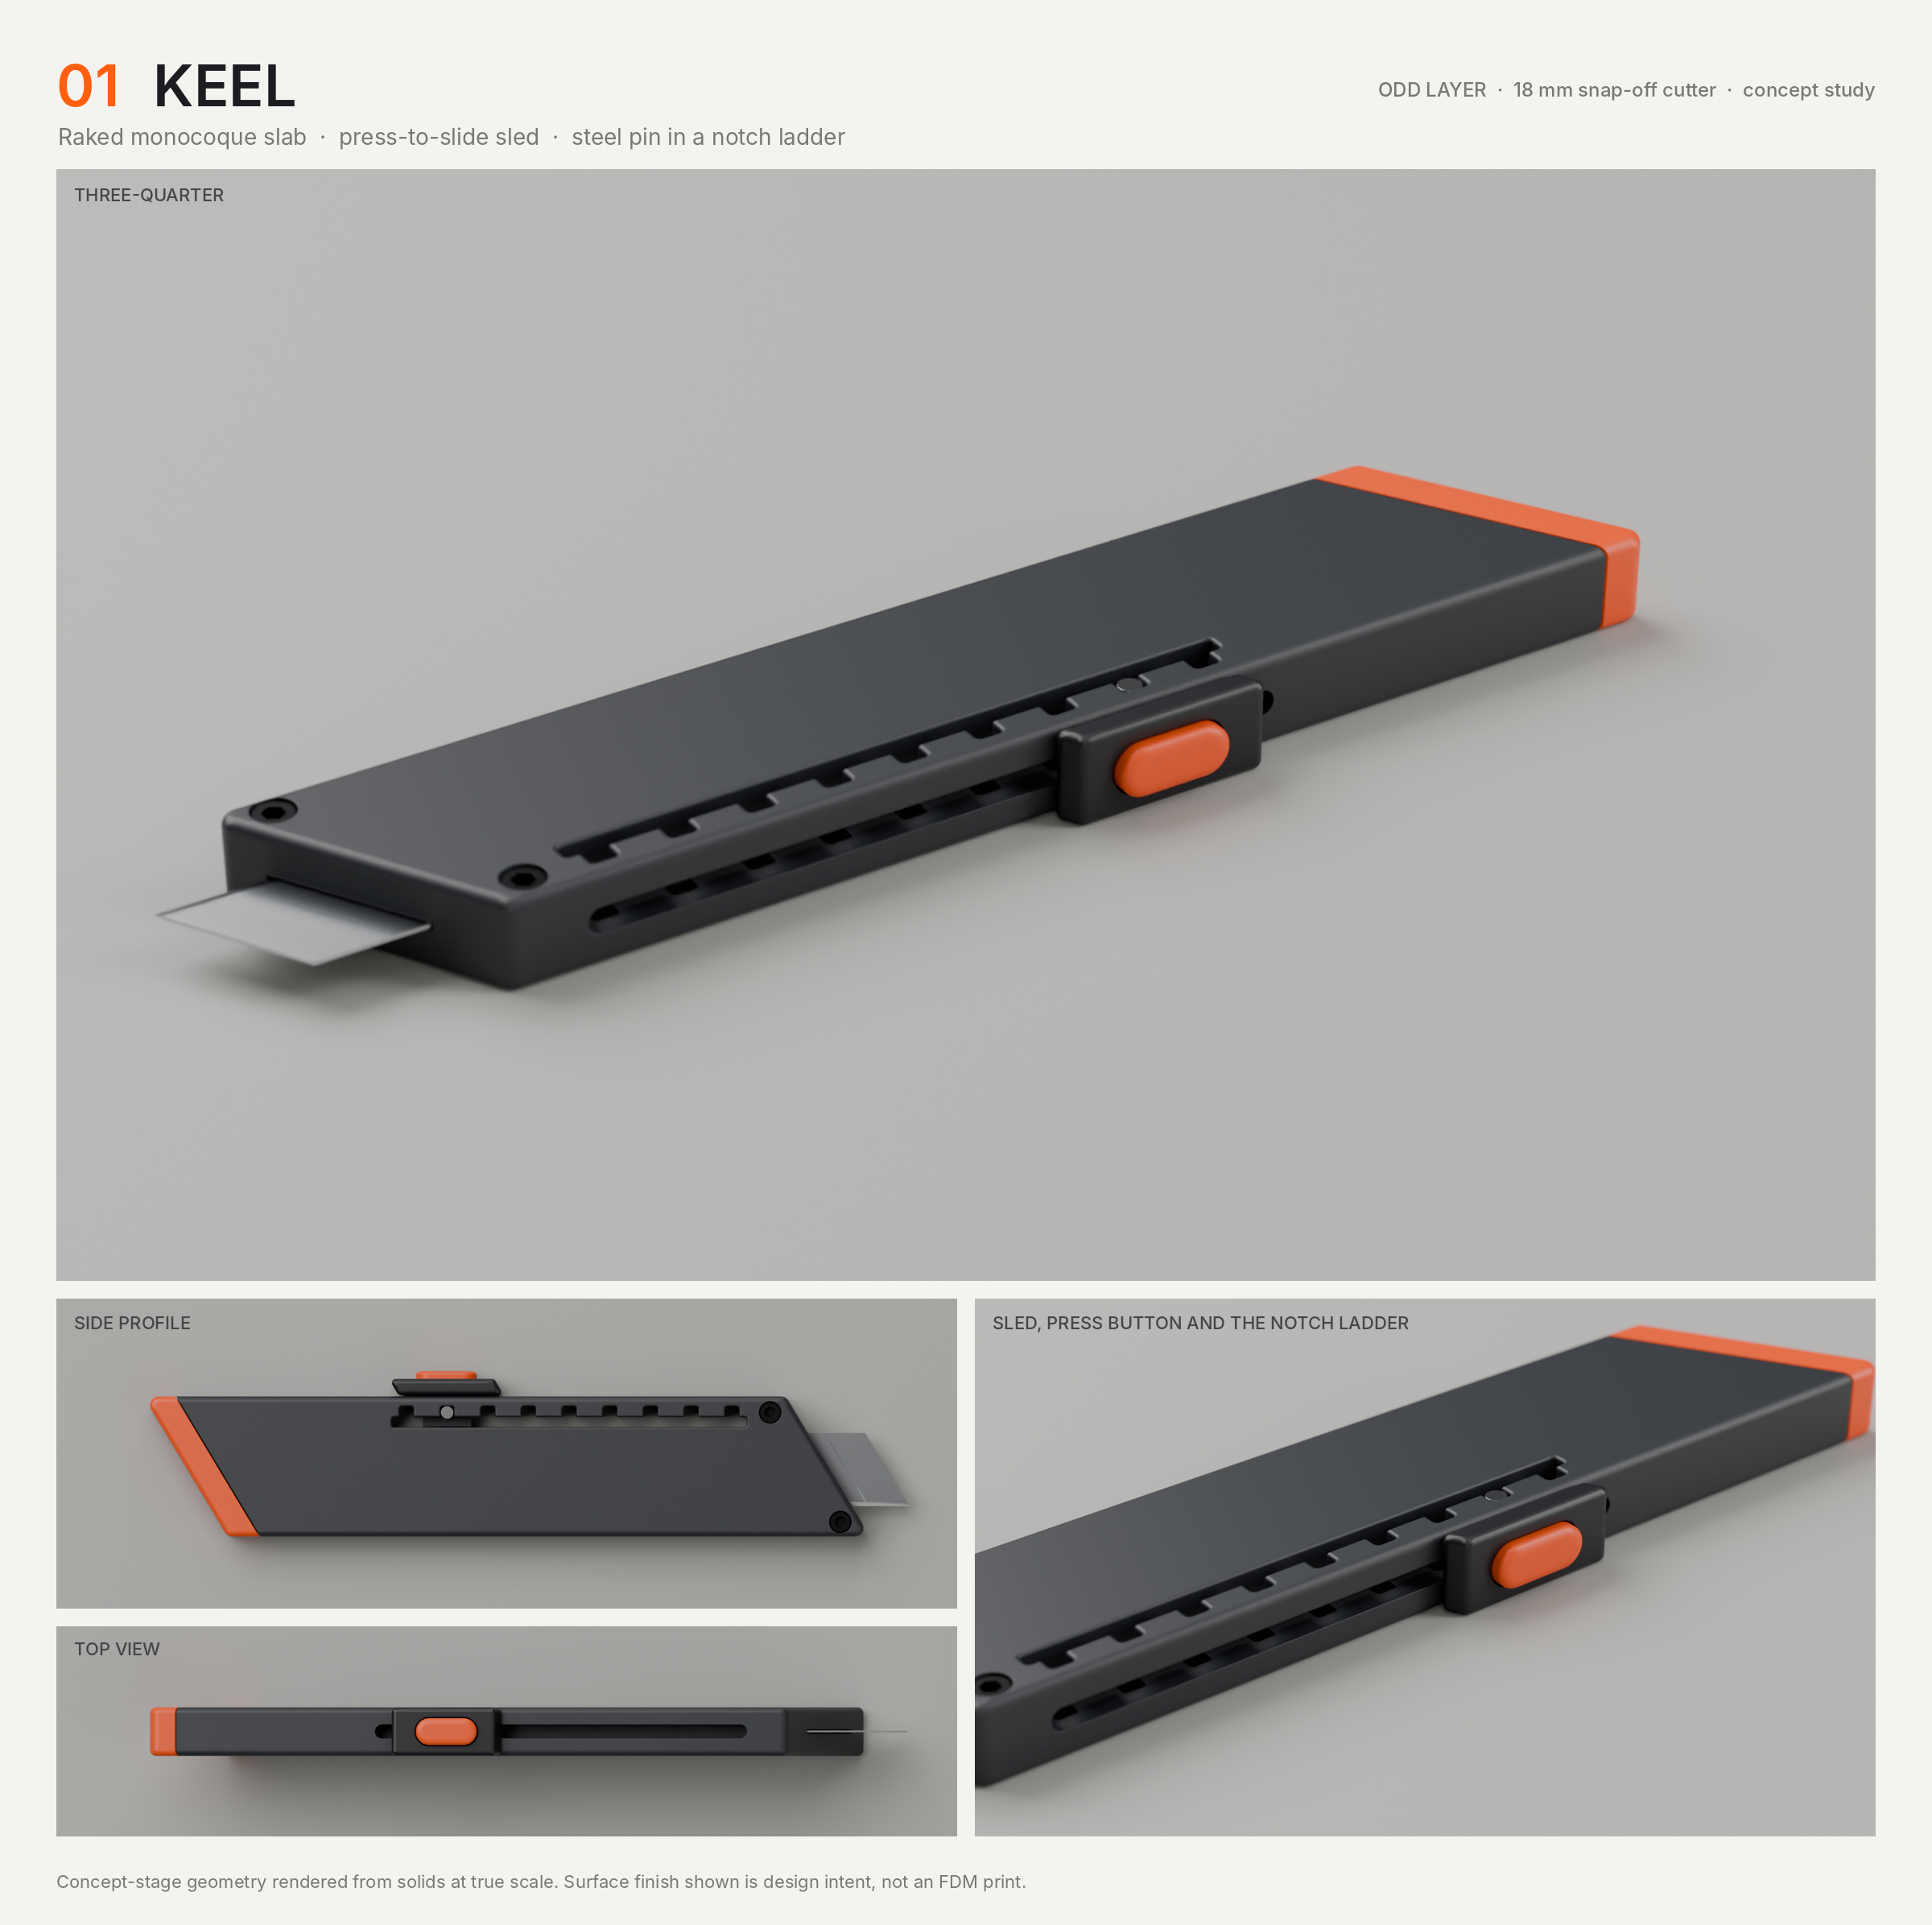 01 KEEL
ODD LAYER · 18 mm snap-off cutter · concept study
Raked monocoque slab · press-to-slide sled · steel pin in a notch ladder
THREE-QUARTER
SIDE PROFILE
SLED, PRESS BUTTON AND THE NOTCH LADDER
TOP VIEW
Concept-stage geometry rendered from solids at true scale. Surface finish shown is design intent, not an FDM print.